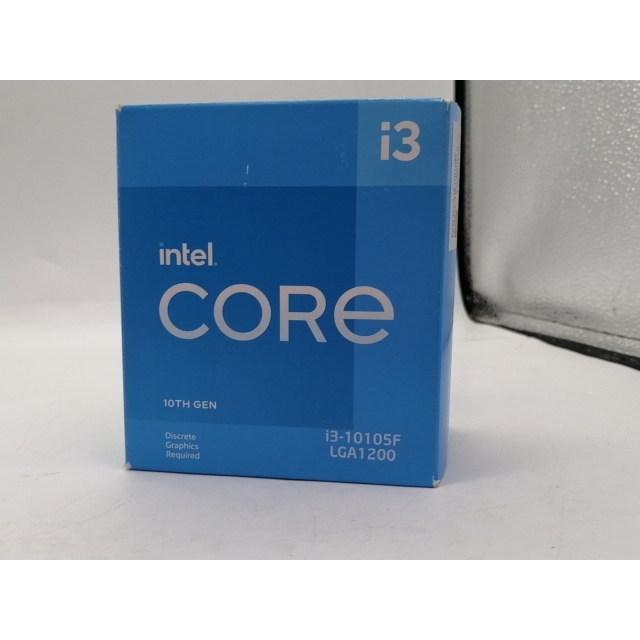 i3
intel.
CORE
10TH GEN
Discrete
Graphics
Required
i3-10105F
LGA1200